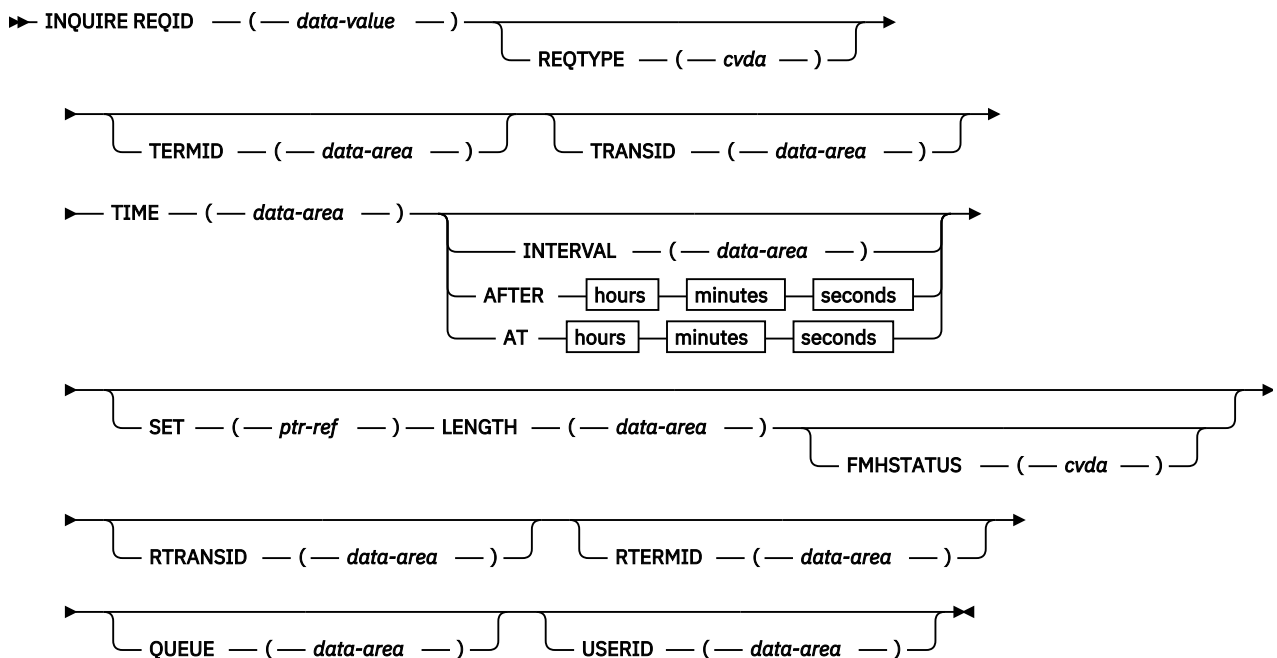 INQUIRE REQID ( data-value )
REQTYPE ( cvda )
TERMID ( data-area ) TRANSID ( data-area )
TIME ( data-area )
INTERVAL ( data-area )
AFTER hours minutes seconds
AT hours minutes seconds
SET ( ptr-ref ) LENGTH ( data-area )
FMHSTATUS ( cvda )
RTRANSID ( data-area ) RTERMID ( data-area )
QUEUE ( data-area ) USERID ( data-area )